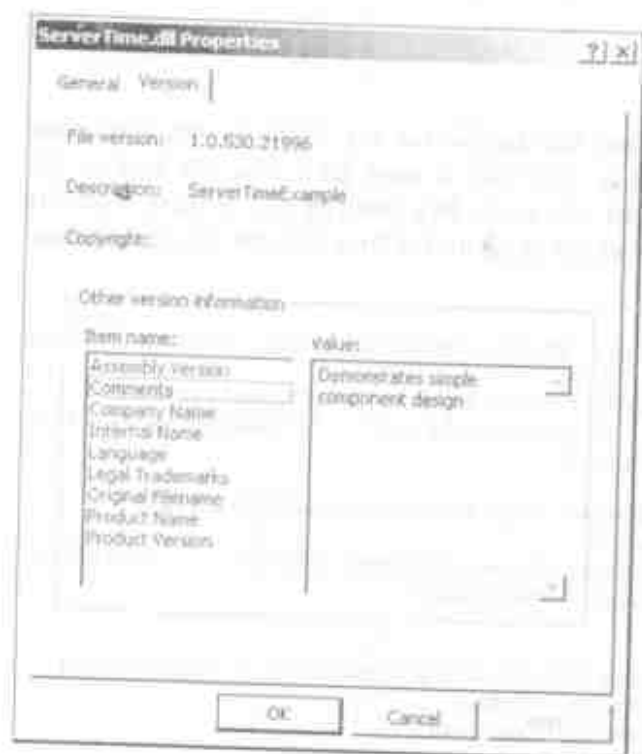 ServerTime.dll Properties
General Version
File version: 1.0.530.21996
Description: ServerTimeExample
Copyright:
Other version information
Item name:
Value:
Assembly Version
Comments
Company Name
Internal Name
Language
Legal Trademarks
Original Filename
Product Name
Product Version
Demonstrates simple
component design
OK Cancel